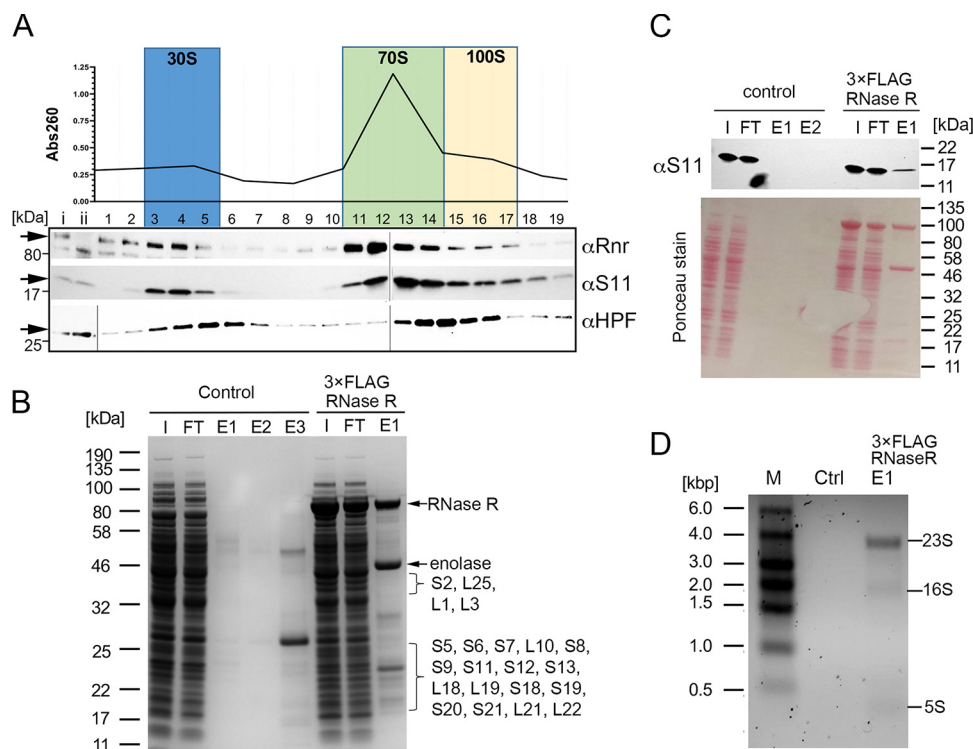 A
30S
70S
100S
Abs260
1.25
1.00
0.75
0.50
0.25
0.00
[kDa] i ii 1 2 3 4 5 6 7 8 9 10 11 12 13 14 15 16 17 18 19
80
αRnr
17
αS11
25
αHPF
B
Control
3×FLAG
RNase R
[kDa]
I FT E1 E2 E3 I FT E1
190
135
100
80
58
46
32
25
22
17
11
RNase R
enolase
S2, L25,
L1, L3
S5, S6, S7, L10, S8,
S9, S11, S12, S13,
L18, L19, S18, S19,
S20, S21, L21, L22
C
control
3×FLAG
RNase R
I FT E1 E2 I FT E1 [kDa]
αS11
22
17
11
Ponceau stain
135
100
80
58
46
32
25
22
17
11
D
3×FLAG
RNaseR
[kbp] M Ctrl E1
6.0
4.0
3.0
2.0
1.5
1.0
0.5
23S
16S
5S